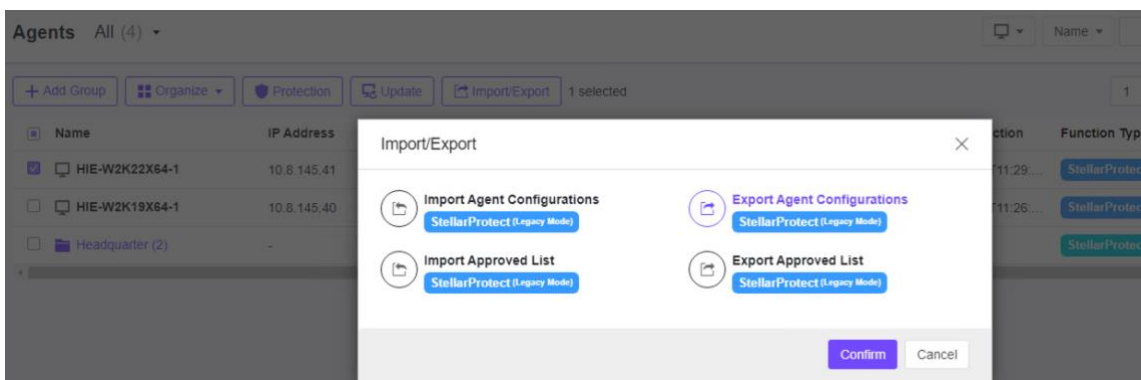 Agents All (4)
Name
Add Group Organize Protection Update Import/Export 1 selected 1
Name IP Address ction Function Typ
HIE-W2K22X64-1 10.8.145.41 T11:29:... StellarProtec
HIE-W2K19X64-1 10.8.145.40 T11:26:... StellarProtec
Headquarter (2) - StellarProtec
Import/Export
Import Agent Configurations Export Agent Configurations
StellarProtect (Legacy Mode) StellarProtect (Legacy Mode)
Import Approved List Export Approved List
StellarProtect (Legacy Mode) StellarProtect (Legacy Mode)
Confirm Cancel